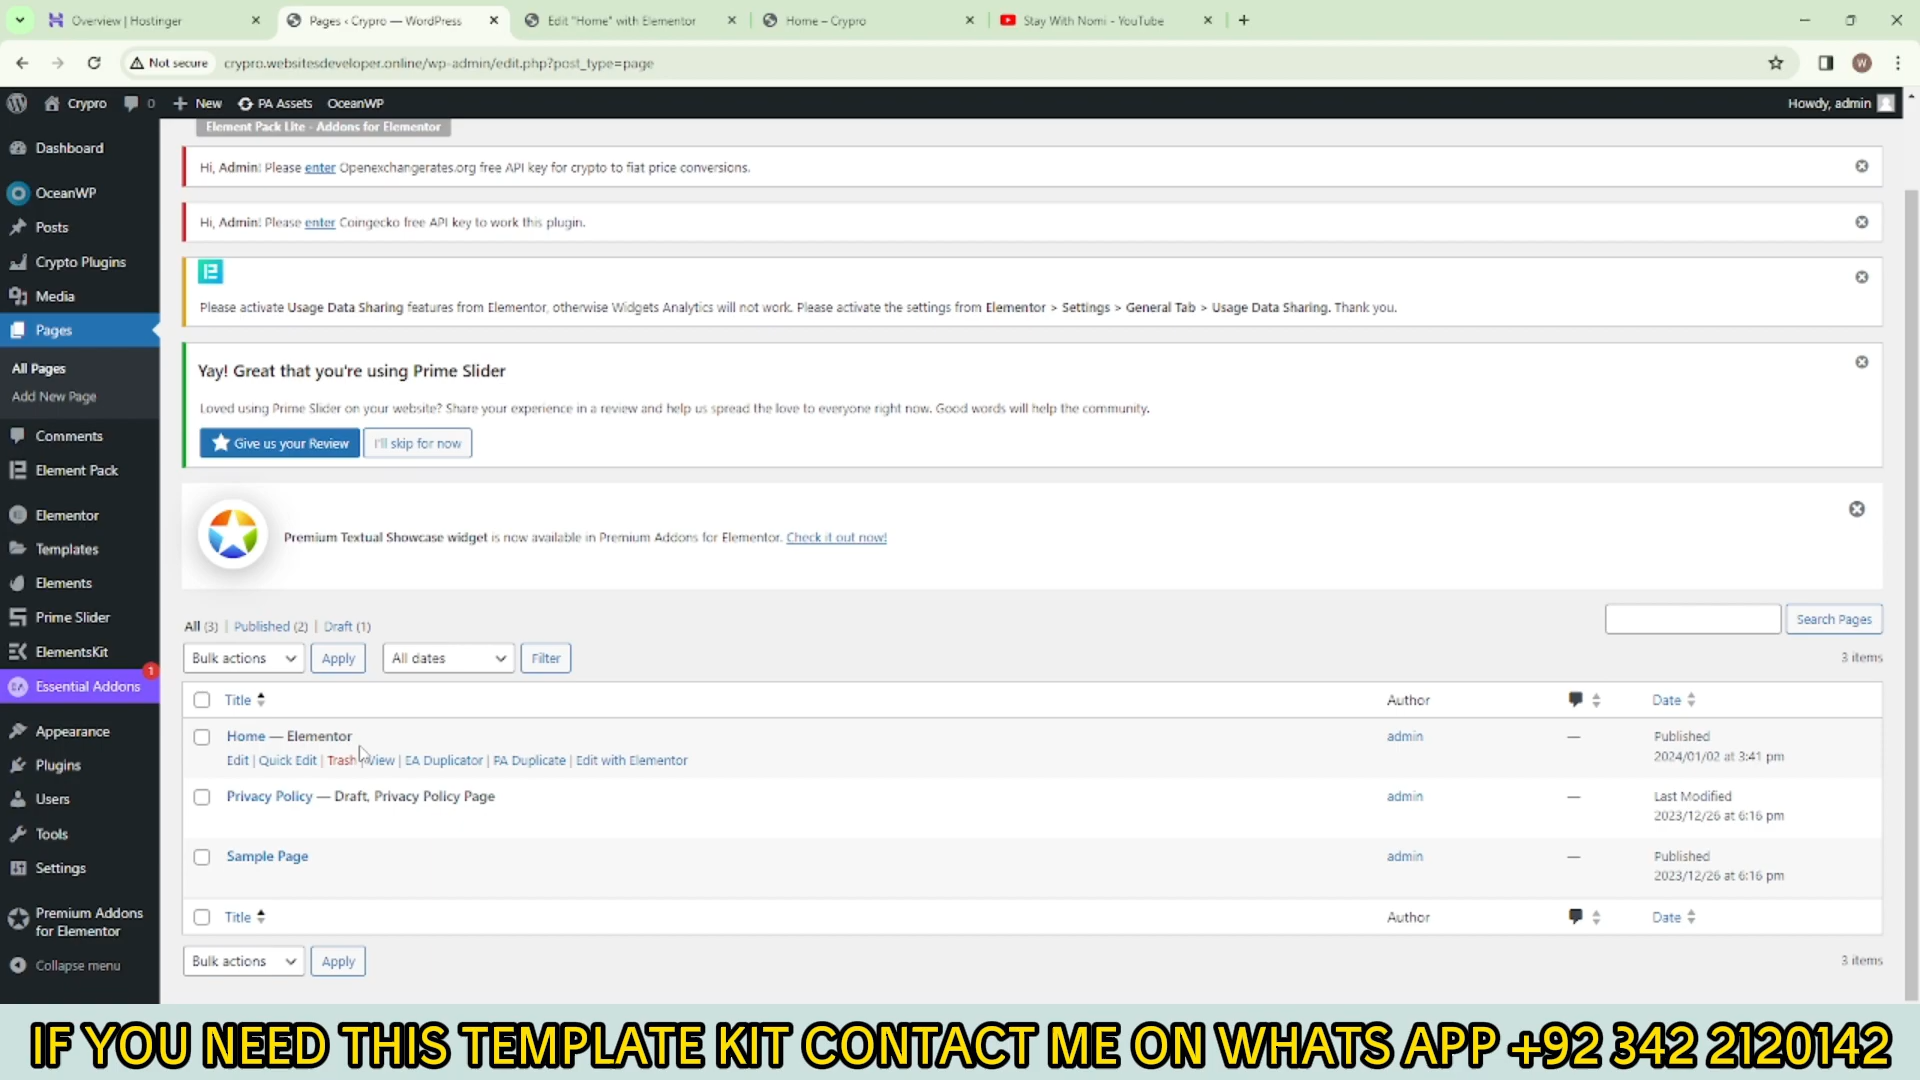 Overview | Hostinger
Pages ‹ Crypro — WordPress
Edit "Home" with Elementor
Home – Crypro
Stay With Nomi - YouTube
Not secure
crypro.websitesdeveloper.online/wp-admin/edit.php?post_type=page
W
Crypro
0
New
PA Assets
OceanWP
Howdy, admin
Dashboard
OceanWP
Posts
Crypto Plugins
Media
Pages
All Pages
Add New Page
Comments
Element Pack
Elementor
Templates
Elements
Prime Slider
ElementsKit
1
Essential Addons
Appearance
Plugins
Users
Tools
Settings
Premium Addons
for Elementor
Collapse menu
Element Pack Lite - Addons for Elementor
Hi, Admin! Please enter Openexchangerates.org free API key for crypto to fiat price conversions.
Hi, Admin! Please enter Coingecko free API key to work this plugin.
Please activate Usage Data Sharing features from Elementor, otherwise Widgets Analytics will not work. Please activate the settings from Elementor > Settings > General Tab > Usage Data Sharing. Thank you.
Yay! Great that you're using Prime Slider
Loved using Prime Slider on your website? Share your experience in a review and help us spread the love to everyone right now. Good words will help the community.
Give us your Review
I'll skip for now
Premium Textual Showcase widget is now available in Premium Addons for Elementor. Check it out now!
All (3) | Published (2) | Draft (1)
Search Pages
Bulk actions
Apply
All dates
Filter
3 items
Title
Author
Date
Home — Elementor
admin
—
Published
2024/01/02 at 3:41 pm
Edit | Quick Edit | Trash | View | EA Duplicator | PA Duplicate | Edit with Elementor
Privacy Policy — Draft, Privacy Policy Page
admin
—
Last Modified
2023/12/26 at 6:16 pm
Sample Page
admin
—
Published
2023/12/26 at 6:16 pm
Title
Author
Date
Bulk actions
Apply
3 items
IF YOU NEED THIS TEMPLATE KIT CONTACT ME ON WHATS APP +92 342 2120142